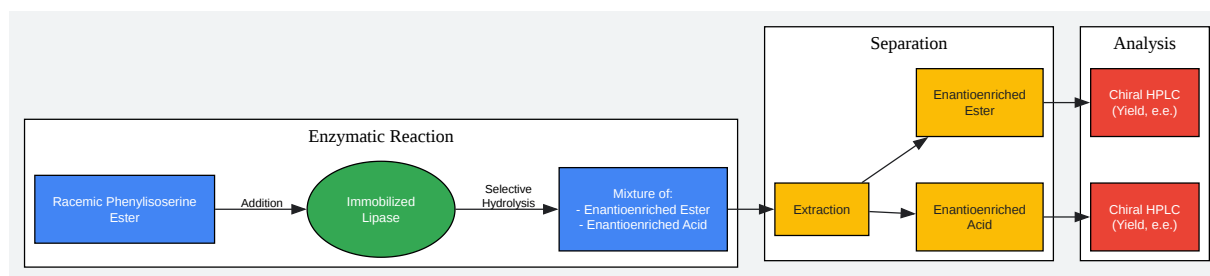 Enzymatic Reaction
Racemic Phenylisoserine
Ester
Addition
Immobilized
Lipase
Selective
Hydrolysis
Mixture of:
- Enantioenriched Ester
- Enantioenriched Acid
Separation
Extraction
Enantioenriched
Ester
Enantioenriched
Acid
Analysis
Chiral HPLC
(Yield, e.e.)
Chiral HPLC
(Yield, e.e.)